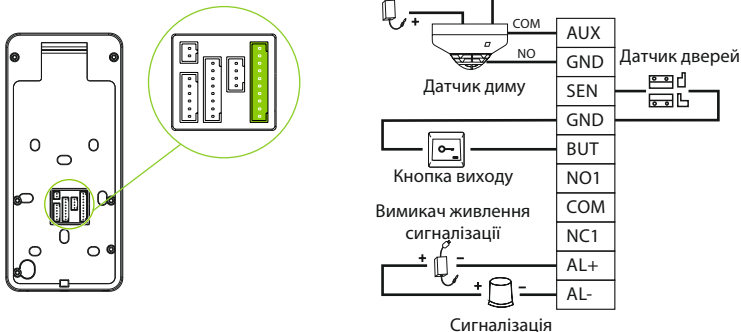 + -
COM
AUX
NO
GND
Датчик дверей
Датчик диму
SEN
GND
BUT
Кнопка виходу
NO1
Вимикач живлення
сигналізації
COM
NC1
+ -
AL+
+ -
AL-
Сигналізація